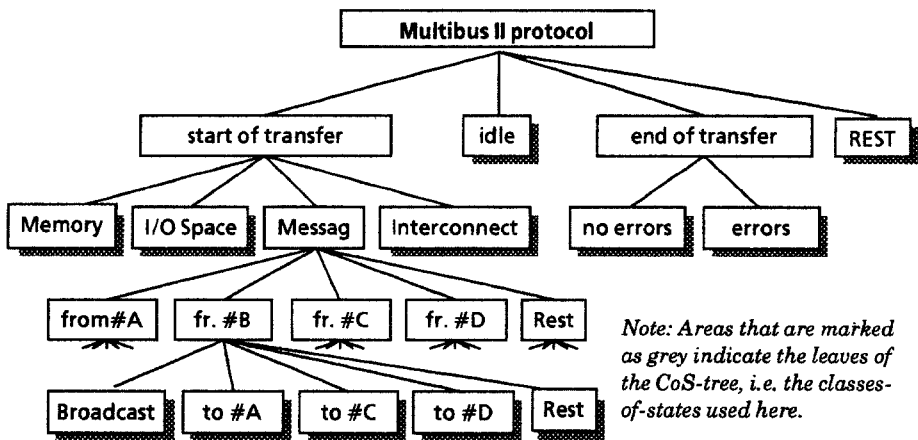 Multibus II protocol
start of transfer
idle
end of transfer
REST
Memory
I/O Space
Messag
Interconnect
no errors
errors
from#A
fr. #B
fr. #C
fr. #D
Rest
Note: Areas that are marked
as grey indicate the leaves of
the CoS-tree, i.e. the classes-
of-states used here.
Broadcast
to #A
to #C
to #D
Rest